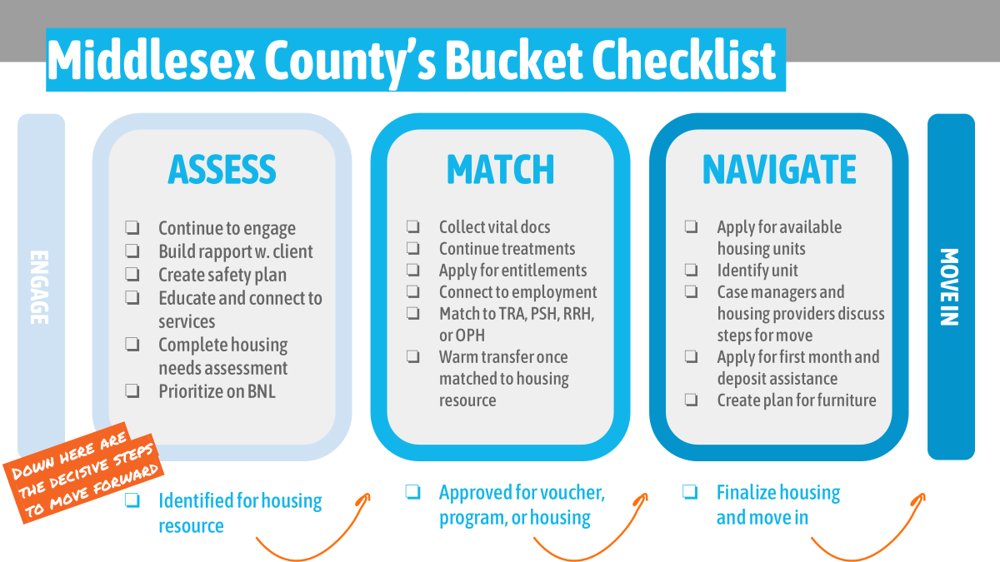 Middlesex County's Bucket Checklist
ENGAGE
ASSESS
❏ Continue to engage
❏ Build rapport w. client
❏ Create safety plan
❏ Educate and connect to
services
❏ Complete housing
needs assessment
❏ Prioritize on BNL
MATCH
❏ Collect vital docs
❏ Continue treatments
❏ Apply for entitlements
❏ Connect to employment
❏ Match to TRA, PSH, RRH,
or OPH
❏ Warm transfer once
matched to housing
resource
NAVIGATE
❏ Apply for available
housing units
❏ Identify unit
❏ Case managers and
housing providers discuss
steps for move
❏ Apply for first month and
deposit assistance
❏ Create plan for furniture
MOVE IN
DOWN HERE ARE
THE DECISIVE STEPS
TO MOVE FORWARD
❏ Identified for housing
resource
❏ Approved for voucher,
program, or housing
❏ Finalize housing
and move in